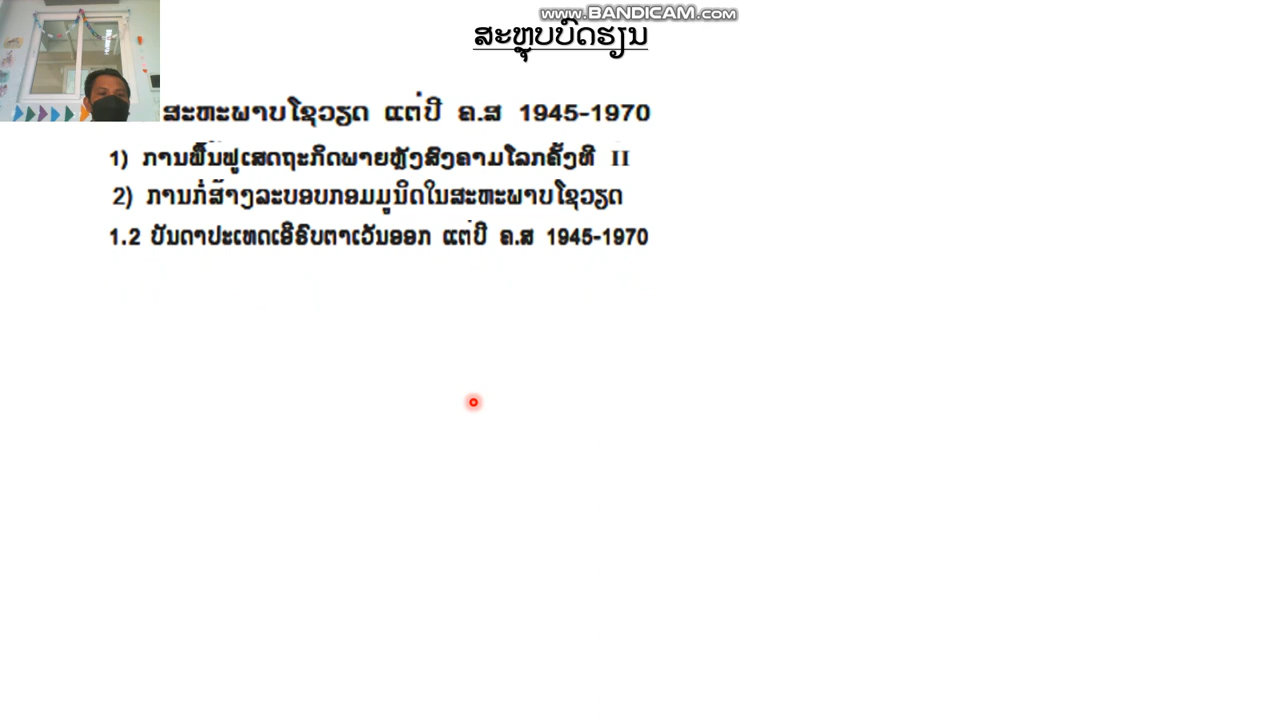 www.BANDICAM.com
ສະຫຼຸບບົດຮຽນ
ສະຫະພາບໂຊວຽດ ແຕ່ປີ ຄ.ສ 1945-1970
1) ການຟື້ນຟູເສດຖະກິດພາຍຫຼັງສົງຄາມໂລກຄັ້ງທີ II
2) ການກໍ່ສ້າງລະບອບກອມມູນິດໃນສະຫະພາບໂຊວຽດ
1.2 ບັນດາປະເທດເອີຣົບຕາເວັນອອກ ແຕ່ປີ ຄ.ສ 1945-1970